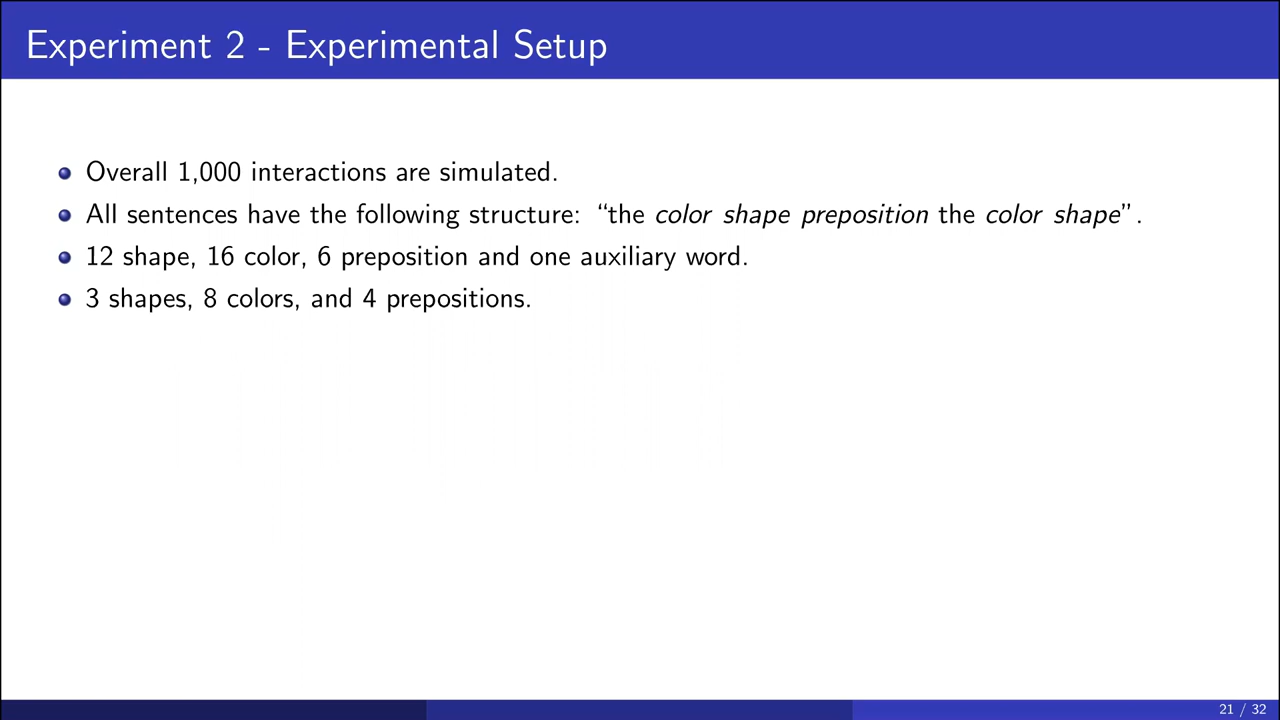 Experiment 2 - Experimental Setup
Overall 1,000 interactions are simulated.
All sentences have the following structure: “the color shape preposition the color shape”.
12 shape, 16 color, 6 preposition and one auxiliary word.
3 shapes, 8 colors, and 4 prepositions.
21 / 32